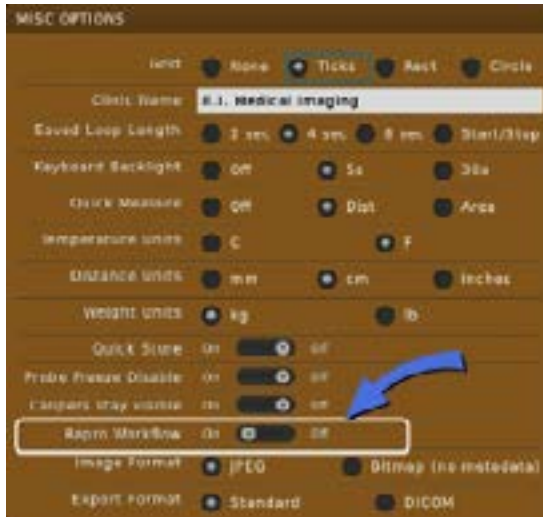 MISC OPTIONS
Grid None Ticks Rect Circle
Clinic Name E.I. Medical Imaging
Saved Loop Length 2 sec 4 sec 8 sec Start/Stop
Keyboard Backlight Off 5s 30s
Quick Measure Off Dist Area
Temperature Units C F
Distance Units mm cm inches
Weight Units kg lb
Quick Store On Off
Probe Freeze Disable On Off
Calipers stay visible On Off
Repro Workflow On Off
Image Format JPEG Bitmap (no metadata)
Export Format Standard DICOM